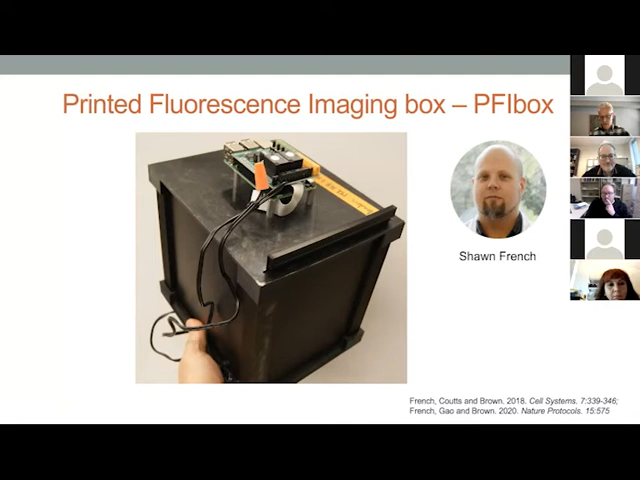 Printed Fluorescence Imaging box – PFIbox
Shawn French
French, Coutts and Brown. 2018. Cell Systems. 7;339-346;
French, Gao and Brown. 2020. Nature Protocols. 15:575